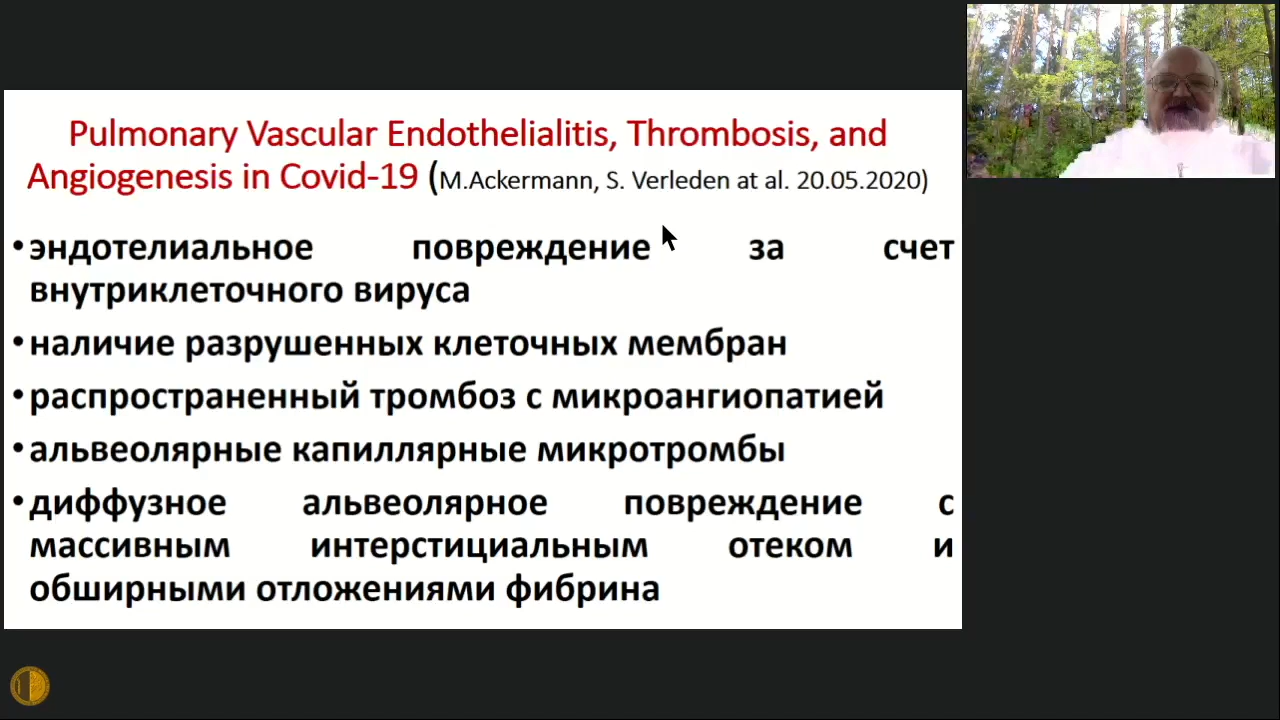 Pulmonary Vascular Endothelialitis, Thrombosis, and
Angiogenesis in Covid-19 (M.Ackermann, S. Verleden at al. 20.05.2020)
•эндотелиальное повреждение за счет
внутриклеточного вируса
•наличие разрушенных клеточных мембран
•распространенный тромбоз с микроангиопатией
•альвеолярные капиллярные микротромбы
•диффузное альвеолярное повреждение с
массивным интерстициальным отеком и
обширными отложениями фибрина